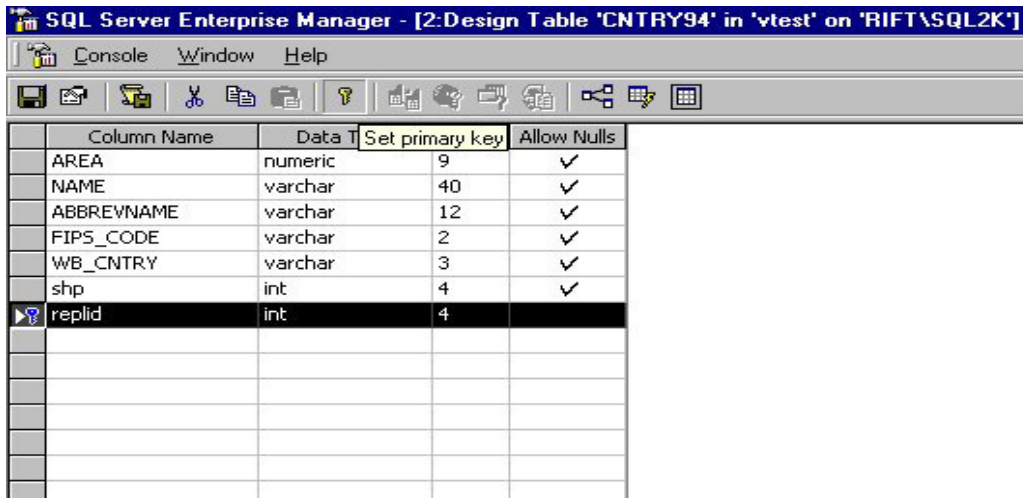 SQL Server Enterprise Manager - [2:Design Table 'CNTRY94' in 'vtest' on 'RIFT\SQL2K']
Console Window Help
Column Name Data T Set primary key Allow Nulls
AREA numeric 9
NAME varchar 40
ABBREVNAME varchar 12
FIPS_CODE varchar 2
WB_CNTRY varchar 3
shp int 4
replid int 4